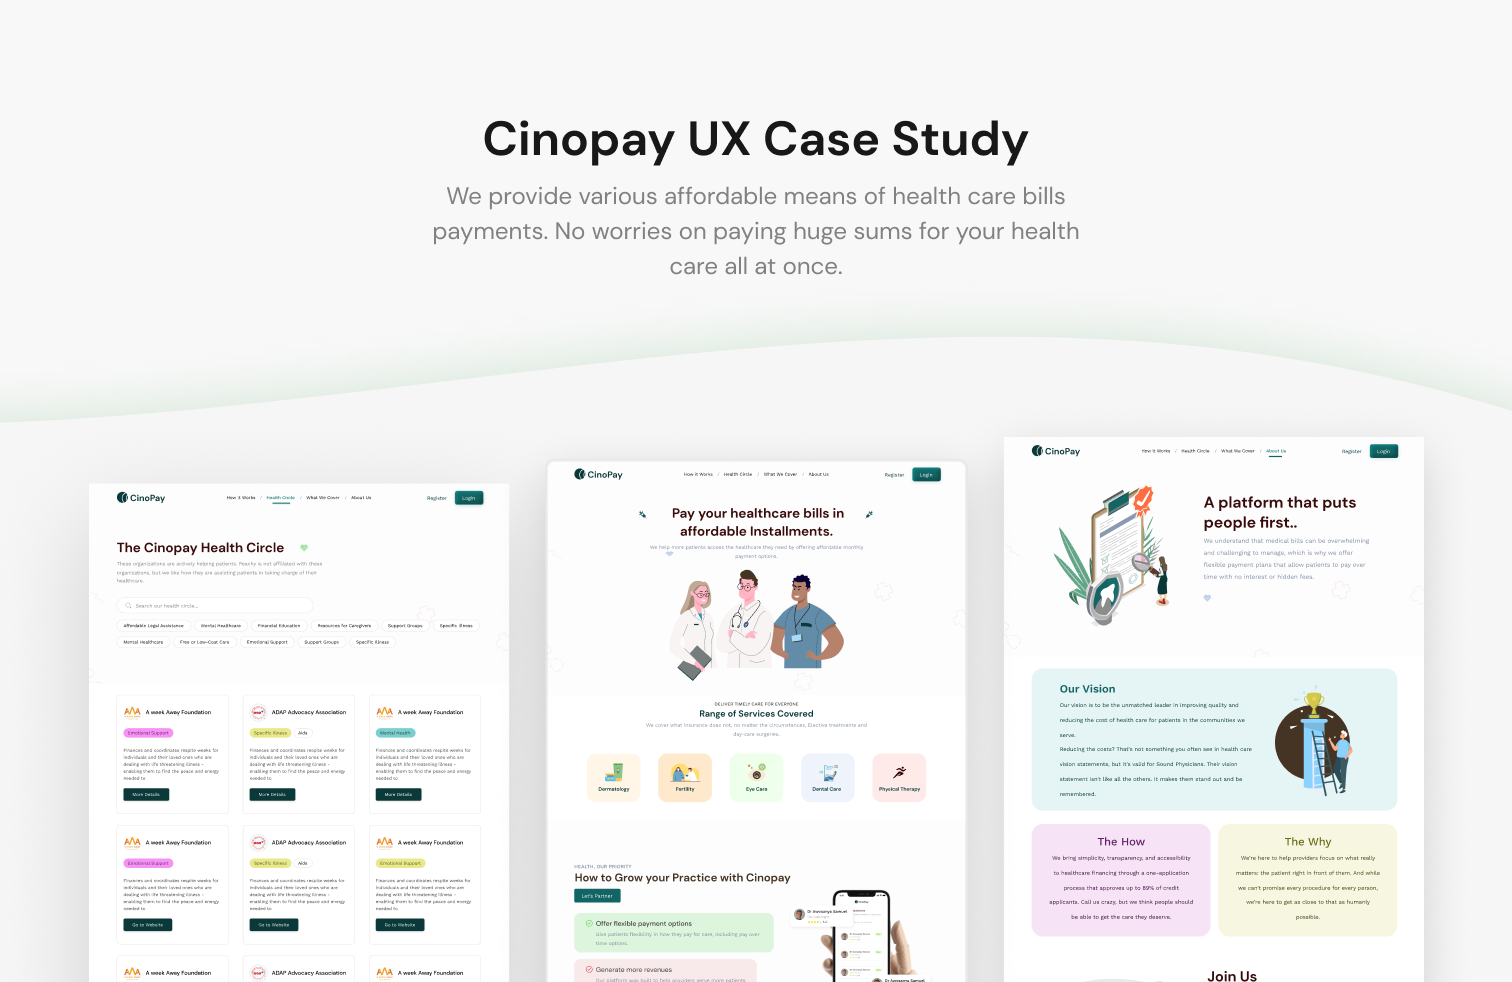 Cinopay UX Case Study
We provide various affordable means of health care bills
payments. No worries on paying huge sums for your health
care all at once.
CinoPay
How it Works / Health Circle / What We Cover / About Us
Register
Login
The Cinopay Health Circle
These organizations are actively helping patients. PearHy is not affiliated with these
organizations, but we like how they are assisting patients in taking charge of their
healthcare.
Search our health circle...
Affordable Legal Assistance
Mental Healthcare
Financial Education
Resources for Caregivers
Support Groups
Specific Illness
Mental Healthcare
Free or Low-Cost Care
Emotional Support
Support Groups
Specific Illness
A week Away Foundation
Emotional Support
Finances and coordinates respite weeks for
individuals and their loved ones who are
dealing with life threatening illness -
enabling them to find the peace and energy
needed to
More Details
ADAP Advocacy Association
Specific Illness
Aids
Finances and coordinates respite weeks for
individuals and their loved ones who are
dealing with life threatening illness -
enabling them to find the peace and energy
needed to
More Details
A week Away Foundation
Mental Health
Finances and coordinates respite weeks for
individuals and their loved ones who are
dealing with life threatening illness -
enabling them to find the peace and energy
needed to
More Details
A week Away Foundation
Emotional Support
Finances and coordinates respite weeks for
individuals and their loved ones who are
dealing with life threatening illness -
enabling them to find the peace and energy
needed to
Go to Website
ADAP Advocacy Association
Specific Illness
Aids
Finances and coordinates respite weeks for
individuals and their loved ones who are
dealing with life threatening illness -
enabling them to find the peace and energy
needed to
Go to Website
A week Away Foundation
Emotional Support
Finances and coordinates respite weeks for
individuals and their loved ones who are
dealing with life threatening illness -
enabling them to find the peace and energy
needed to
Go to Website
A week Away Foundation
ADAP Advocacy Association
A week Away Foundation
CinoPay
How it Works / Health Circle / What We Cover / About Us
Register
Login
Pay your healthcare bills in
affordable Installments.
We help more patients access the healthcare they need by offering affordable monthly
payment options.
DELIVER TIMELY CARE FOR EVERYONE
Range of Services Covered
We cover what insurance does not, no matter the circumstances, Elective treatments and
day-care surgeries.
Dermatology
Fertility
Eye Care
Dental Care
Physical Therapy
HEALTH, OUR PRIORITY
How to Grow your Practice with Cinopay
Let's Partner
Offer flexible payment options
Give patients flexibility in how they pay for care, including pay over
time options.
Generate more revenues
Our platform was built to help providers serve more patients
CinoPay
How it Works / Health Circle / What We Cover / About Us
Register
Login
A platform that puts
people first..
We understand that medical bills can be overwhelming
and challenging to manage, which is why we offer
flexible payment plans that allow patients to pay over
time with no interest or hidden fees.
Our Vision
Our vision is to be the unmatched leader in improving quality and
reducing the cost of health care for patients in the communities we
serve.
Reducing the costs? That's not something you often see in health care
vision statements, but it's valid for Sound Physicians. Their vision
statement isn't like all the others. It makes them stand out and be
remembered.
The How
We bring simplicity, transparency, and accessibility
to healthcare financing through a one-application
process that approves up to 89% of credit
applicants. Call us crazy, but we think people should
be able to get the care they deserve.
The Why
We're here to help providers focus on what really
matters: the patient right in front of them. And while
we can't promise every procedure for every person,
we're here to get as close to that as humanly
possible.
Join Us